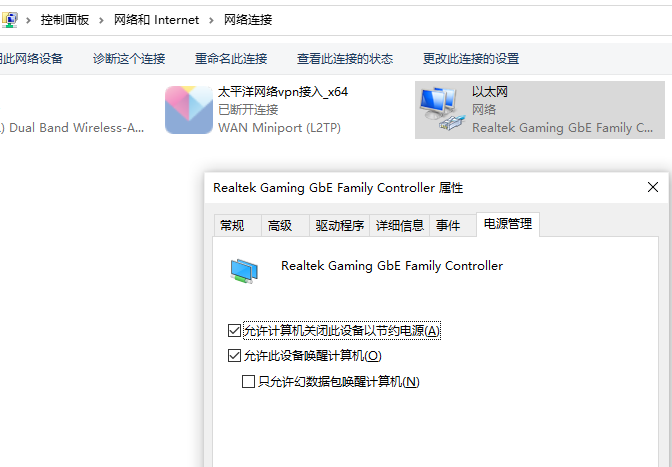 控制面板 › 网络和 Internet › 网络连接
用此网络设备 诊断这个连接 重命名此连接 查看此连接的状态 更改此连接的设置
太平洋网络vpn接入_x64
已断开连接
WAN Miniport (L2TP)
) Dual Band Wireless-A...
以太网
网络
Realtek Gaming GbE Family C...
Realtek Gaming GbE Family Controller 属性
常规 高级 驱动程序 详细信息 事件 电源管理
Realtek Gaming GbE Family Controller
允许计算机关闭此设备以节约电源(A)
允许此设备唤醒计算机(O)
只允许幻数据包唤醒计算机(N)